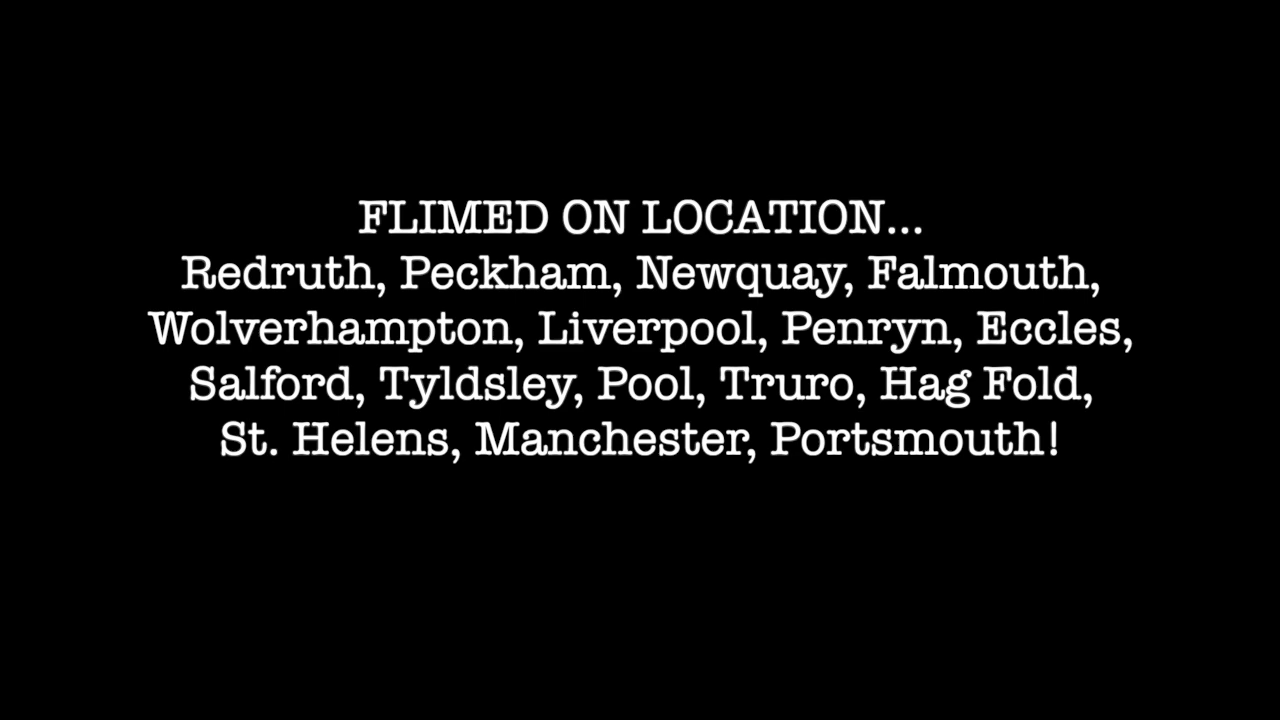 FLIMED ON LOCATION...
Redruth, Peckham, Newquay, Falmouth,
Wolverhampton, Liverpool, Penryn, Eccles,
Salford, Tyldsley, Pool, Truro, Hag Fold,
St. Helens, Manchester, Portsmouth!